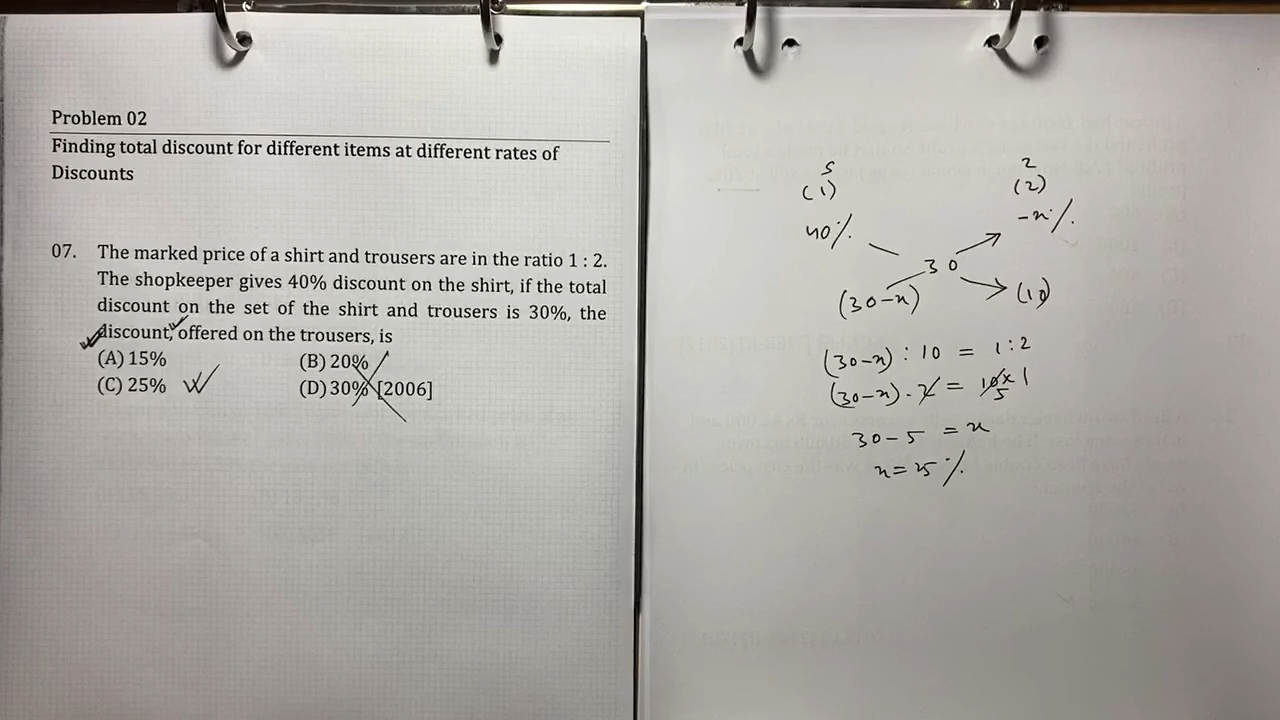 Problem 02
Finding total discount for different items at different rates of
Discounts
07. The marked price of a shirt and trousers are in the ratio 1 : 2.
The shopkeeper gives 40% discount on the shirt, if the total
discount on the set of the shirt and trousers is 30%, the
discount, offered on the trousers, is
(A) 15% (B) 20%
(C) 25% (D) 30% [2006]
S 2
(1) (2)
40% -x%
30
(30-x) (10)
(30-x) : 10 = 1:2
(30-x) . 2 = 10x1
5
30-5 = x
x = 25%